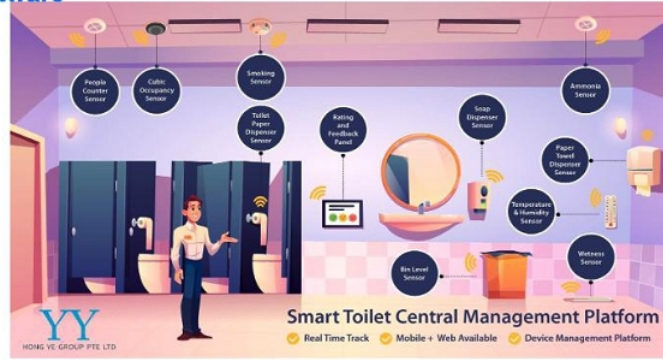 People
Counter
Sensor
Cubic
Occupancy
Sensor
Smoking
Sensor
Ammonia
Sensor
Toilet
Paper
Dispenser
Sensor
Rating
and
Feedback
Panel
Soap
Dispenser
Sensor
Paper
Towel
Dispenser
Sensor
Temperature
& Humidity
Sensor
Bin Level
Sensor
Wetness
Sensor
YY
HONG YE GROUP PTE LTD
Smart Toilet Central Management Platform
Real Time Track
Mobile + Web Available
Device Management Platform